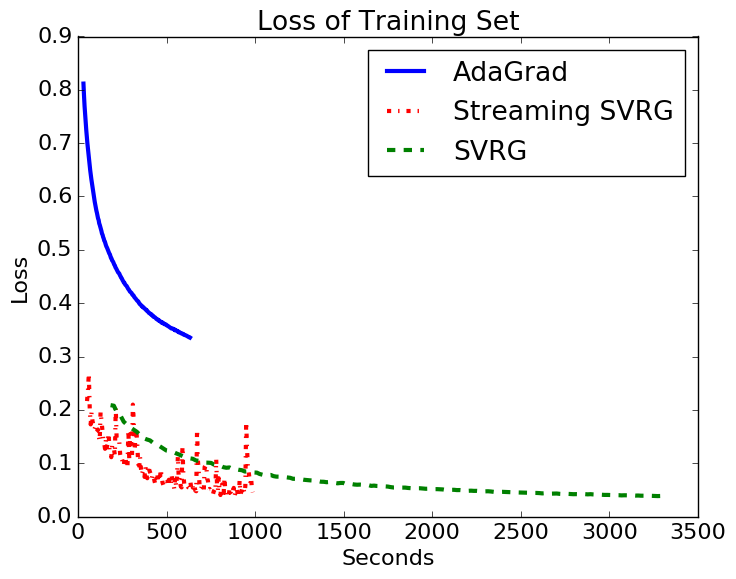 Loss of Training Set
AdaGrad
Streaming SVRG
SVRG
Loss
0.9
0.8
0.7
0.6
0.5
0.4
0.3
0.2
0.1
0.0
0 500 1000 1500 2000 2500 3000 3500
Seconds